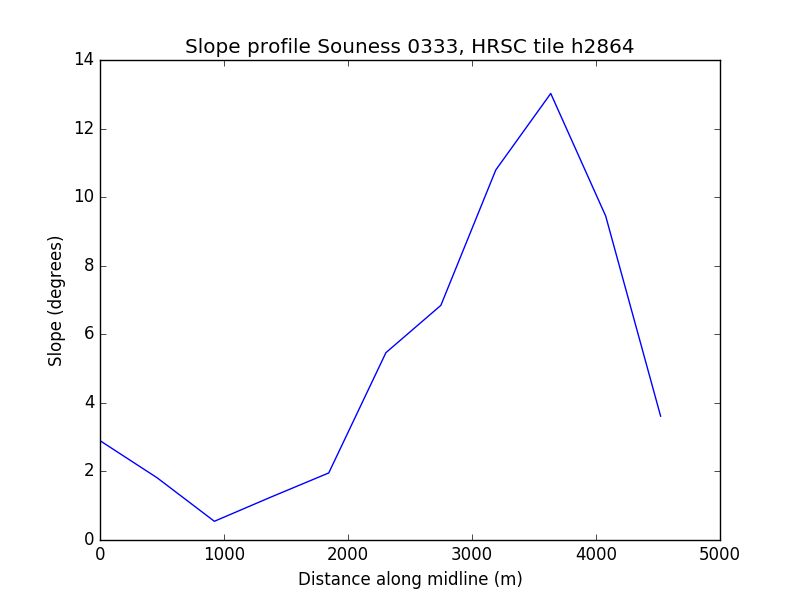 Slope profile Souness 0333, HRSC tile h2864
14
12
10
8
6
4
2
0
Slope (degrees)
0 1000 2000 3000 4000 5000
Distance along midline (m)